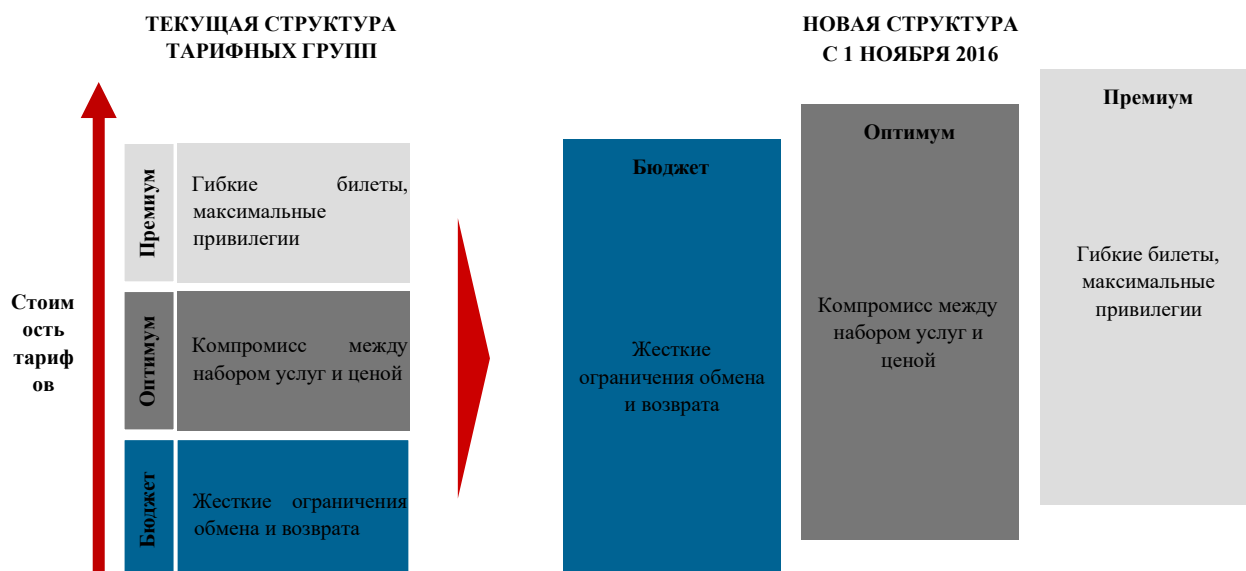 ТЕКУЩАЯ СТРУКТУРА
ТАРИФНЫХ ГРУПП
Стоим
ость
тариф
ов
Премиум
Гибкие билеты,
максимальные
привилегии
Оптимум
Компромисс между
набором услуг и ценой
Бюджет
Жесткие ограничения
обмена и возврата
НОВАЯ СТРУКТУРА
С 1 НОЯБРЯ 2016
Бюджет
Жесткие
ограничения обмена
и возврата
Оптимум
Компромисс между
набором услуг и
ценой
Премиум
Гибкие билеты,
максимальные
привилегии